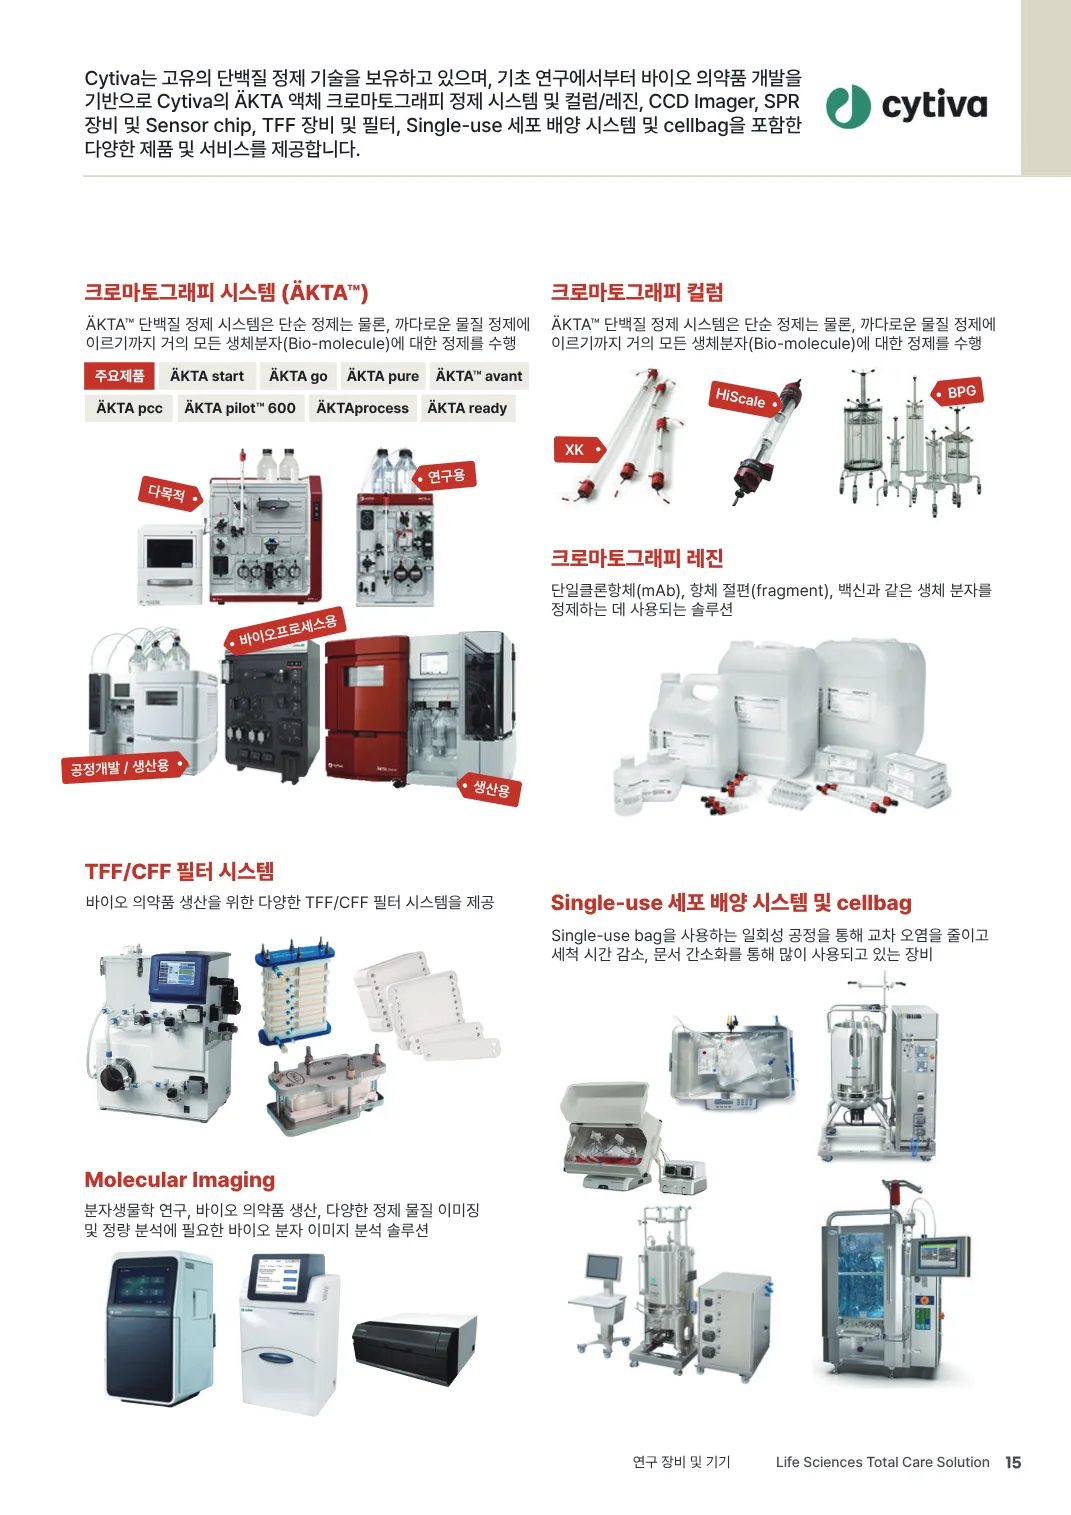 Cytiva는 고유의 단백질 정제 기술을 보유하고 있으며, 기초 연구에서부터 바이오 의약품 개발을
기반으로 Cytiva의 ÄKTA 액체 크로마토그래피 정제 시스템 및 컬럼/레진, CCD Imager, SPR
장비 및 Sensor chip, TFF 장비 및 필터, Single-use 세포 배양 시스템 및 cellbag을 포함한
다양한 제품 및 서비스를 제공합니다.
cytiva
크로마토그래피 시스템 (ÄKTA™)
ÄKTA™ 단백질 정제 시스템은 단순 정제는 물론, 까다로운 물질 정제에
이르기까지 거의 모든 생체분자(Bio-molecule)에 대한 정제를 수행
주요제품 ÄKTA start ÄKTA go ÄKTA pure ÄKTA™ avant
ÄKTA pcc ÄKTA pilot™ 600 ÄKTAprocess ÄKTA ready
다목적
연구용
바이오프로세스용
공정개발 / 생산용
생산용
크로마토그래피 컬럼
ÄKTA™ 단백질 정제 시스템은 단순 정제는 물론, 까다로운 물질 정제에
이르기까지 거의 모든 생체분자(Bio-molecule)에 대한 정제를 수행
XK
HiScale
BPG
크로마토그래피 레진
단일클론항체(mAb), 항체 절편(fragment), 백신과 같은 생체 분자를
정제하는 데 사용되는 솔루션
TFF/CFF 필터 시스템
바이오 의약품 생산을 위한 다양한 TFF/CFF 필터 시스템을 제공
Single-use 세포 배양 시스템 및 cellbag
Single-use bag을 사용하는 일회성 공정을 통해 교차 오염을 줄이고
세척 시간 감소, 문서 간소화를 통해 많이 사용되고 있는 장비
Molecular Imaging
분자생물학 연구, 바이오 의약품 생산, 다양한 정제 물질 이미징
및 정량 분석에 필요한 바이오 분자 이미지 분석 솔루션
연구 장비 및 기기 Life Sciences Total Care Solution 15